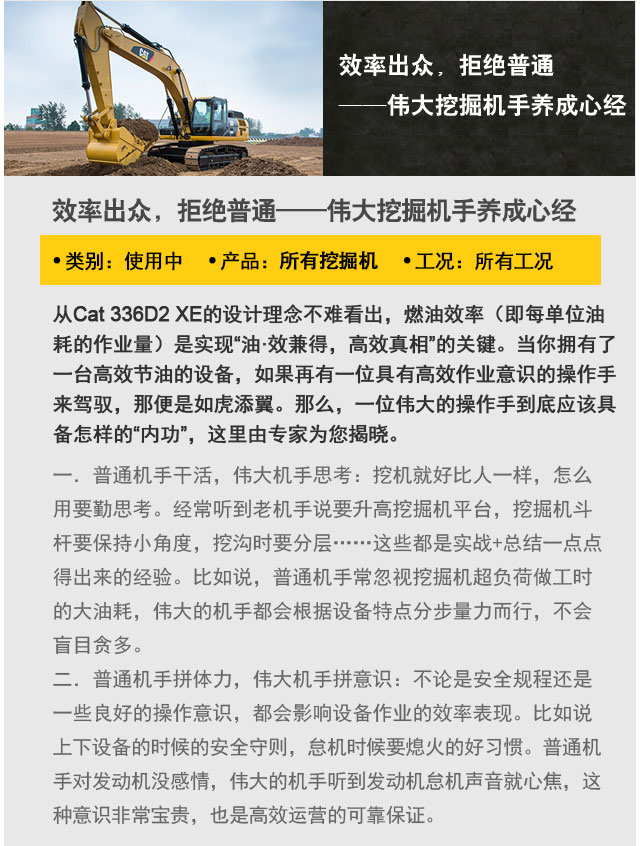 CAT
效率出众，拒绝普通
——伟大挖掘机手养成心经
效率出众，拒绝普通——伟大挖掘机手养成心经
• 类别：使用中 • 产品：所有挖掘机 • 工况：所有工况
从Cat 336D2 XE的设计理念不难看出，燃油效率（即每单位油
耗的作业量）是实现“油·效兼得，高效真相”的关键。当你拥有了
一台高效节油的设备，如果再有一位具有高效作业意识的操作手
来驾驭，那便是如虎添翼。那么，一位伟大的操作手到底应该具
备怎样的“内功”，这里由专家为您揭晓。
一．普通机手干活，伟大机手思考：挖机就好比人一样，怎么
用要勤思考。经常听到老机手说要升高挖掘机平台，挖掘机斗
杆要保持小角度，挖沟时要分层……这些都是实战+总结一点点
得出来的经验。比如说，普通机手常忽视挖掘机超负荷做工时
的大油耗，伟大的机手都会根据设备特点分步量力而行，不会
盲目贪多。
二．普通机手拼体力，伟大机手拼意识：不论是安全规程还是
一些良好的操作意识，都会影响设备作业的效率表现。比如说
上下设备的时候的安全守则，怠机时候要熄火的好习惯。普通机
手对发动机没感情，伟大的机手听到发动机怠机声音就心焦，这
种意识非常宝贵，也是高效运营的可靠保证。